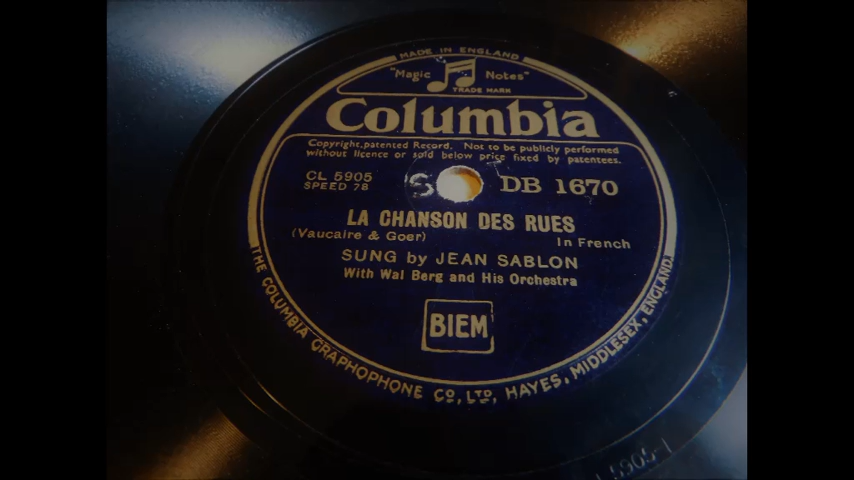 MADE IN ENGLAND
"Magic Notes"
TRADE MARK
Columbia
Copyright, patented Record. Not to be publicly performed
without licence or sold below price fixed by patentees.
CL 5905
SPEED 78
DB 1670
LA CHANSON DES RUES
(Vaucaire & Goer)
In French
SUNG by JEAN SABLON
With Wal Berg and His Orchestra
BIEM
THE COLUMBIA GRAPHOPHONE CO., LTD., HAYES, MIDDLESEX, ENGLAND.